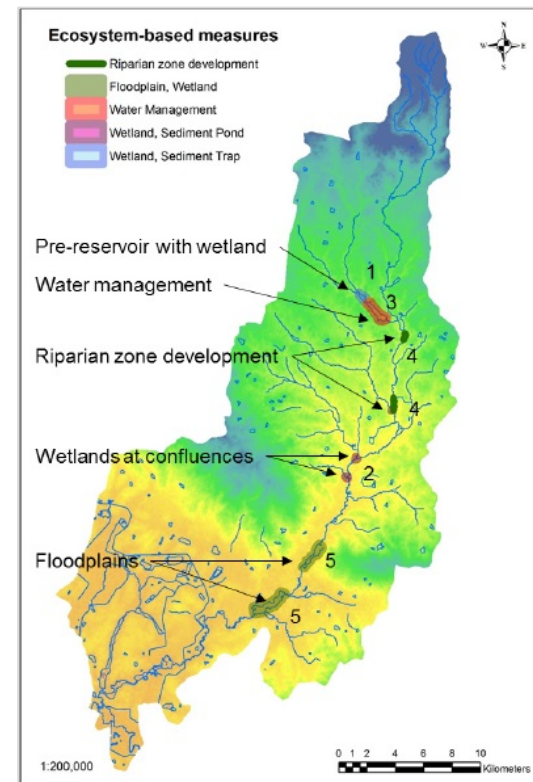 Ecosystem-based measures
Riparian zone development
Floodplain, Wetland
Water Management
Wetland, Sediment Pond
Wetland, Sediment Trap
N
W E
S
Pre-reservoir with wetland
1
Water management
3
Riparian zone development
4
4
Wetlands at confluences
2
Floodplains
5
5
1:200,000
0 1 2 4 6 8 10
Kilometers